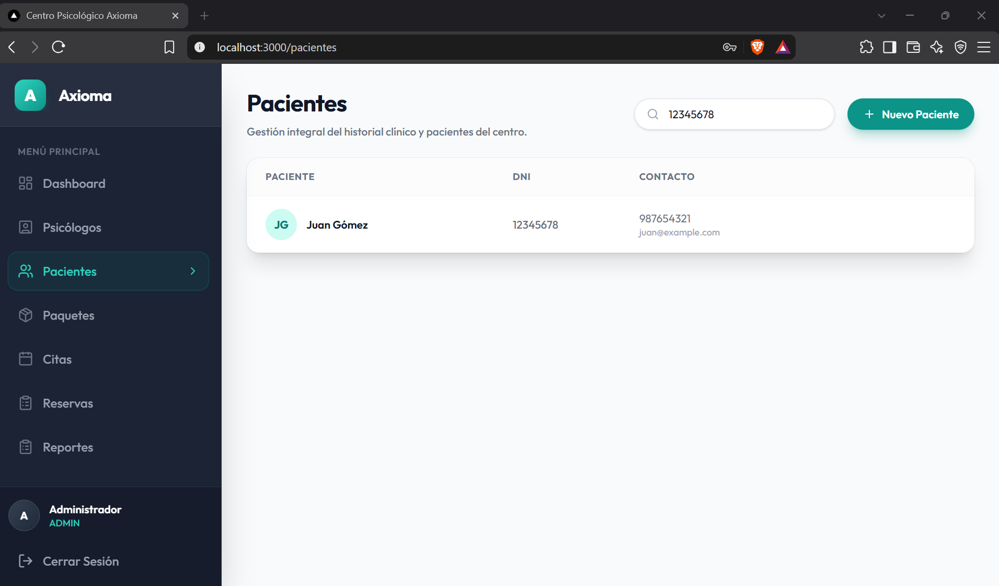 Centro Psicológico Axioma
localhost:3000/pacientes
A
Axioma
MENÚ PRINCIPAL
Dashboard
Psicólogos
Pacientes
Paquetes
Citas
Reservas
Reportes
A
Administrador
ADMIN
Cerrar Sesión
Pacientes
Gestión integral del historial clínico y pacientes del centro.
12345678
+ Nuevo Paciente
PACIENTE DNI CONTACTO
JG Juan Gómez 12345678 987654321
juan@example.com